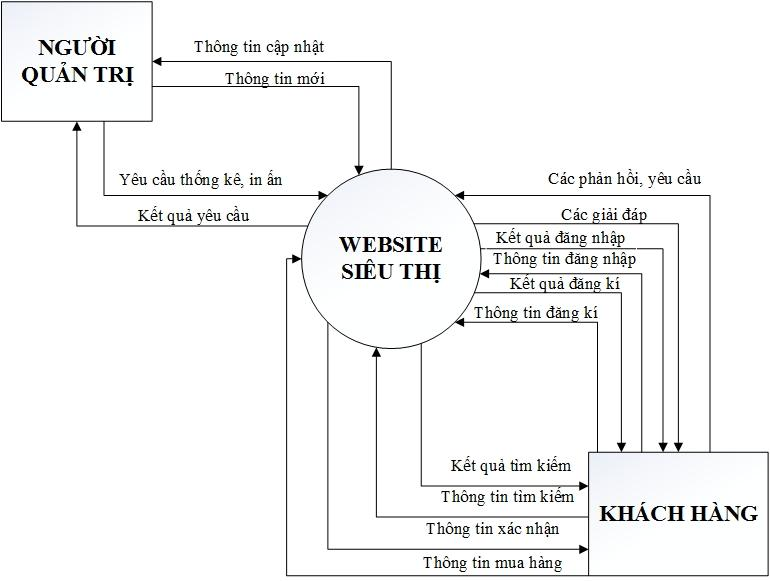 NGƯỜI
QUẢN TRỊ
Thông tin cập nhật
Thông tin mới
Yêu cầu thống kê, in ấn
Kết quả yêu cầu
WEBSITE
SIÊU THỊ
Các phản hồi, yêu cầu
Các giải đáp
Kết quả đăng nhập
Thông tin đăng nhập
Kết quả đăng kí
Thông tin đăng kí
Kết quả tìm kiếm
Thông tin tìm kiếm
Thông tin xác nhận
Thông tin mua hàng
KHÁCH HÀNG